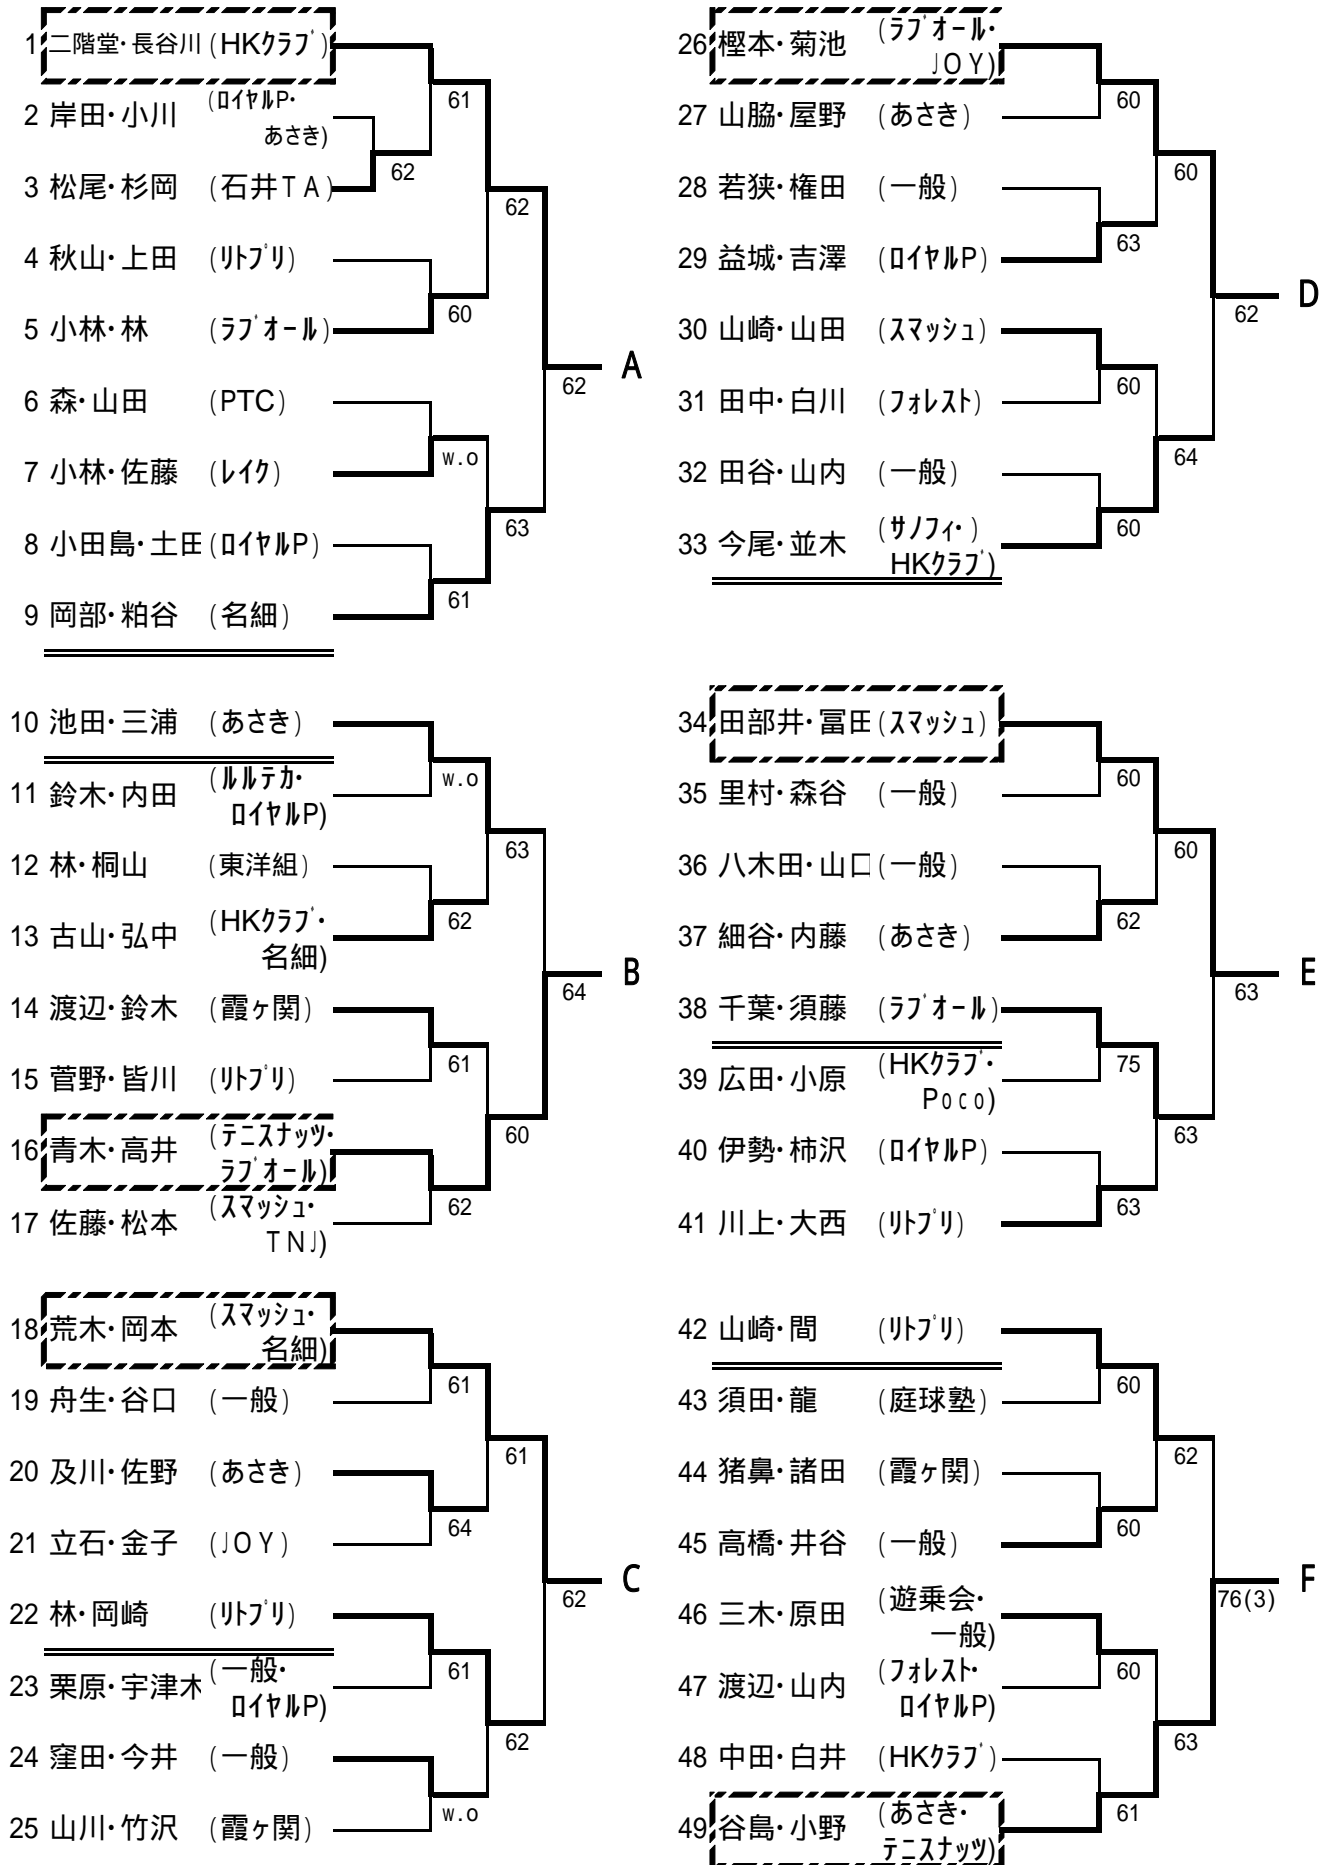 1 二階堂・長谷川 (HKクラブ)
61
2 岸田・小川 (ロイヤルP・
あさき)
62
3 松尾・杉岡 (石井TA)
62
4 秋山・上田 (リトプリ)
60
5 小林・林 (ラブオール)
62 A
6 森・山田 (PTC)
w.o
7 小林・佐藤 (レイク)
63
8 小田島・土田 (ロイヤルP)
61
9 岡部・粕谷 (名細)
10 池田・三浦 (あさき)
w.o
11 鈴木・内田 (ルルテカ・
ロイヤルP)
63
12 林・桐山 (東洋組)
62
13 古山・弘中 (HKクラブ・
名細)
64 B
14 渡辺・鈴木 (霞ヶ関)
61
15 菅野・皆川 (リトプリ)
60
16 青木・高井 (テニスナッツ・
ラブオール)
62
17 佐藤・松本 (スマッシュ・
TNJ)
18 荒木・岡本 (スマッシュ・
名細)
61
19 舟生・谷口 (一般)
61
20 及川・佐野 (あさき)
64
21 立石・金子 (JOY)
62 C
22 林・岡崎 (リトプリ)
61
23 栗原・宇津木 (一般・
ロイヤルP)
62
24 窪田・今井 (一般)
w.o
25 山川・竹沢 (霞ヶ関)
26 樫本・菊池 (ラブオール・
JOY)
60
27 山脇・屋野 (あさき)
60
28 若狭・権田 (一般)
63
29 益城・吉澤 (ロイヤルP)
62 D
30 山崎・山田 (スマッシュ)
60
31 田中・白川 (フォレスト)
64
32 田谷・山内 (一般)
60
33 今尾・並木 (サノフィ・)
HKクラブ)
34 田部井・冨田 (スマッシュ)
60
35 里村・森谷 (一般)
60
36 八木田・山口 (一般)
62
37 細谷・内藤 (あさき)
63 E
38 千葉・須藤 (ラブオール)
75
39 広田・小原 (HKクラブ・
Poco)
63
40 伊勢・柿沢 (ロイヤルP)
63
41 川上・大西 (リトプリ)
42 山崎・間 (リトプリ)
60
43 須田・龍 (庭球塾)
62
44 猪鼻・諸田 (霞ヶ関)
60
45 高橋・井谷 (一般)
76(3) F
46 三木・原田 (遊乗会・
一般)
60
47 渡辺・山内 (フォレスト・
ロイヤルP)
63
48 中田・白井 (HKクラブ)
61
49 谷島・小野 (あさき・
テニスナッツ)